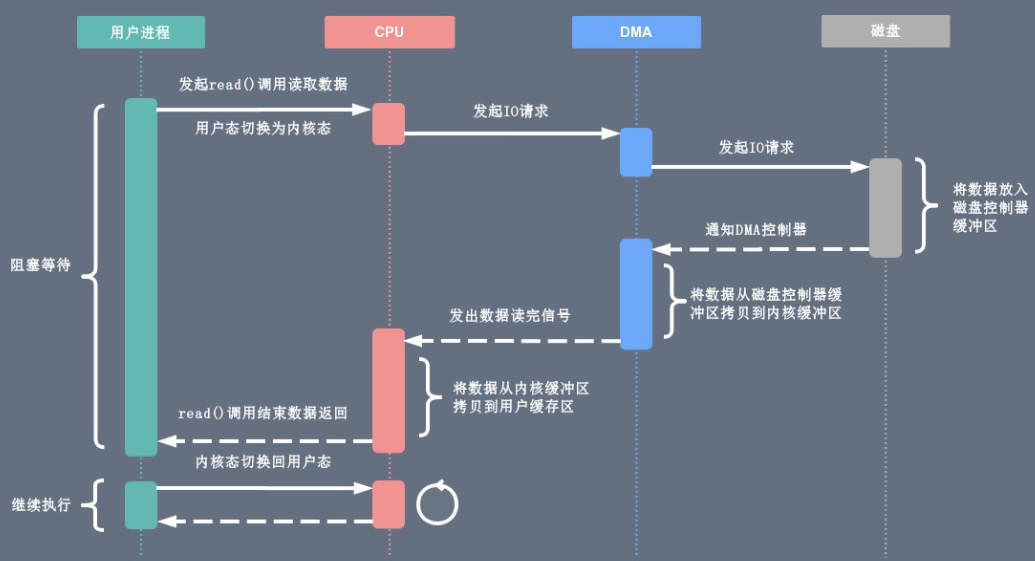 用户进程
CPU
DMA
磁盘
发起read()调用读取数据
用户态切换为内核态
发起IO请求
发起IO请求
将数据放入
磁盘控制器
缓冲区
通知DMA控制器
阻塞等待
将数据从磁盘控制器缓
冲区拷贝到内核缓冲区
发出数据读完信号
将数据从内核缓冲区
拷贝到用户缓存区
read()调用结束数据返回
内核态切换回用户态
继续执行